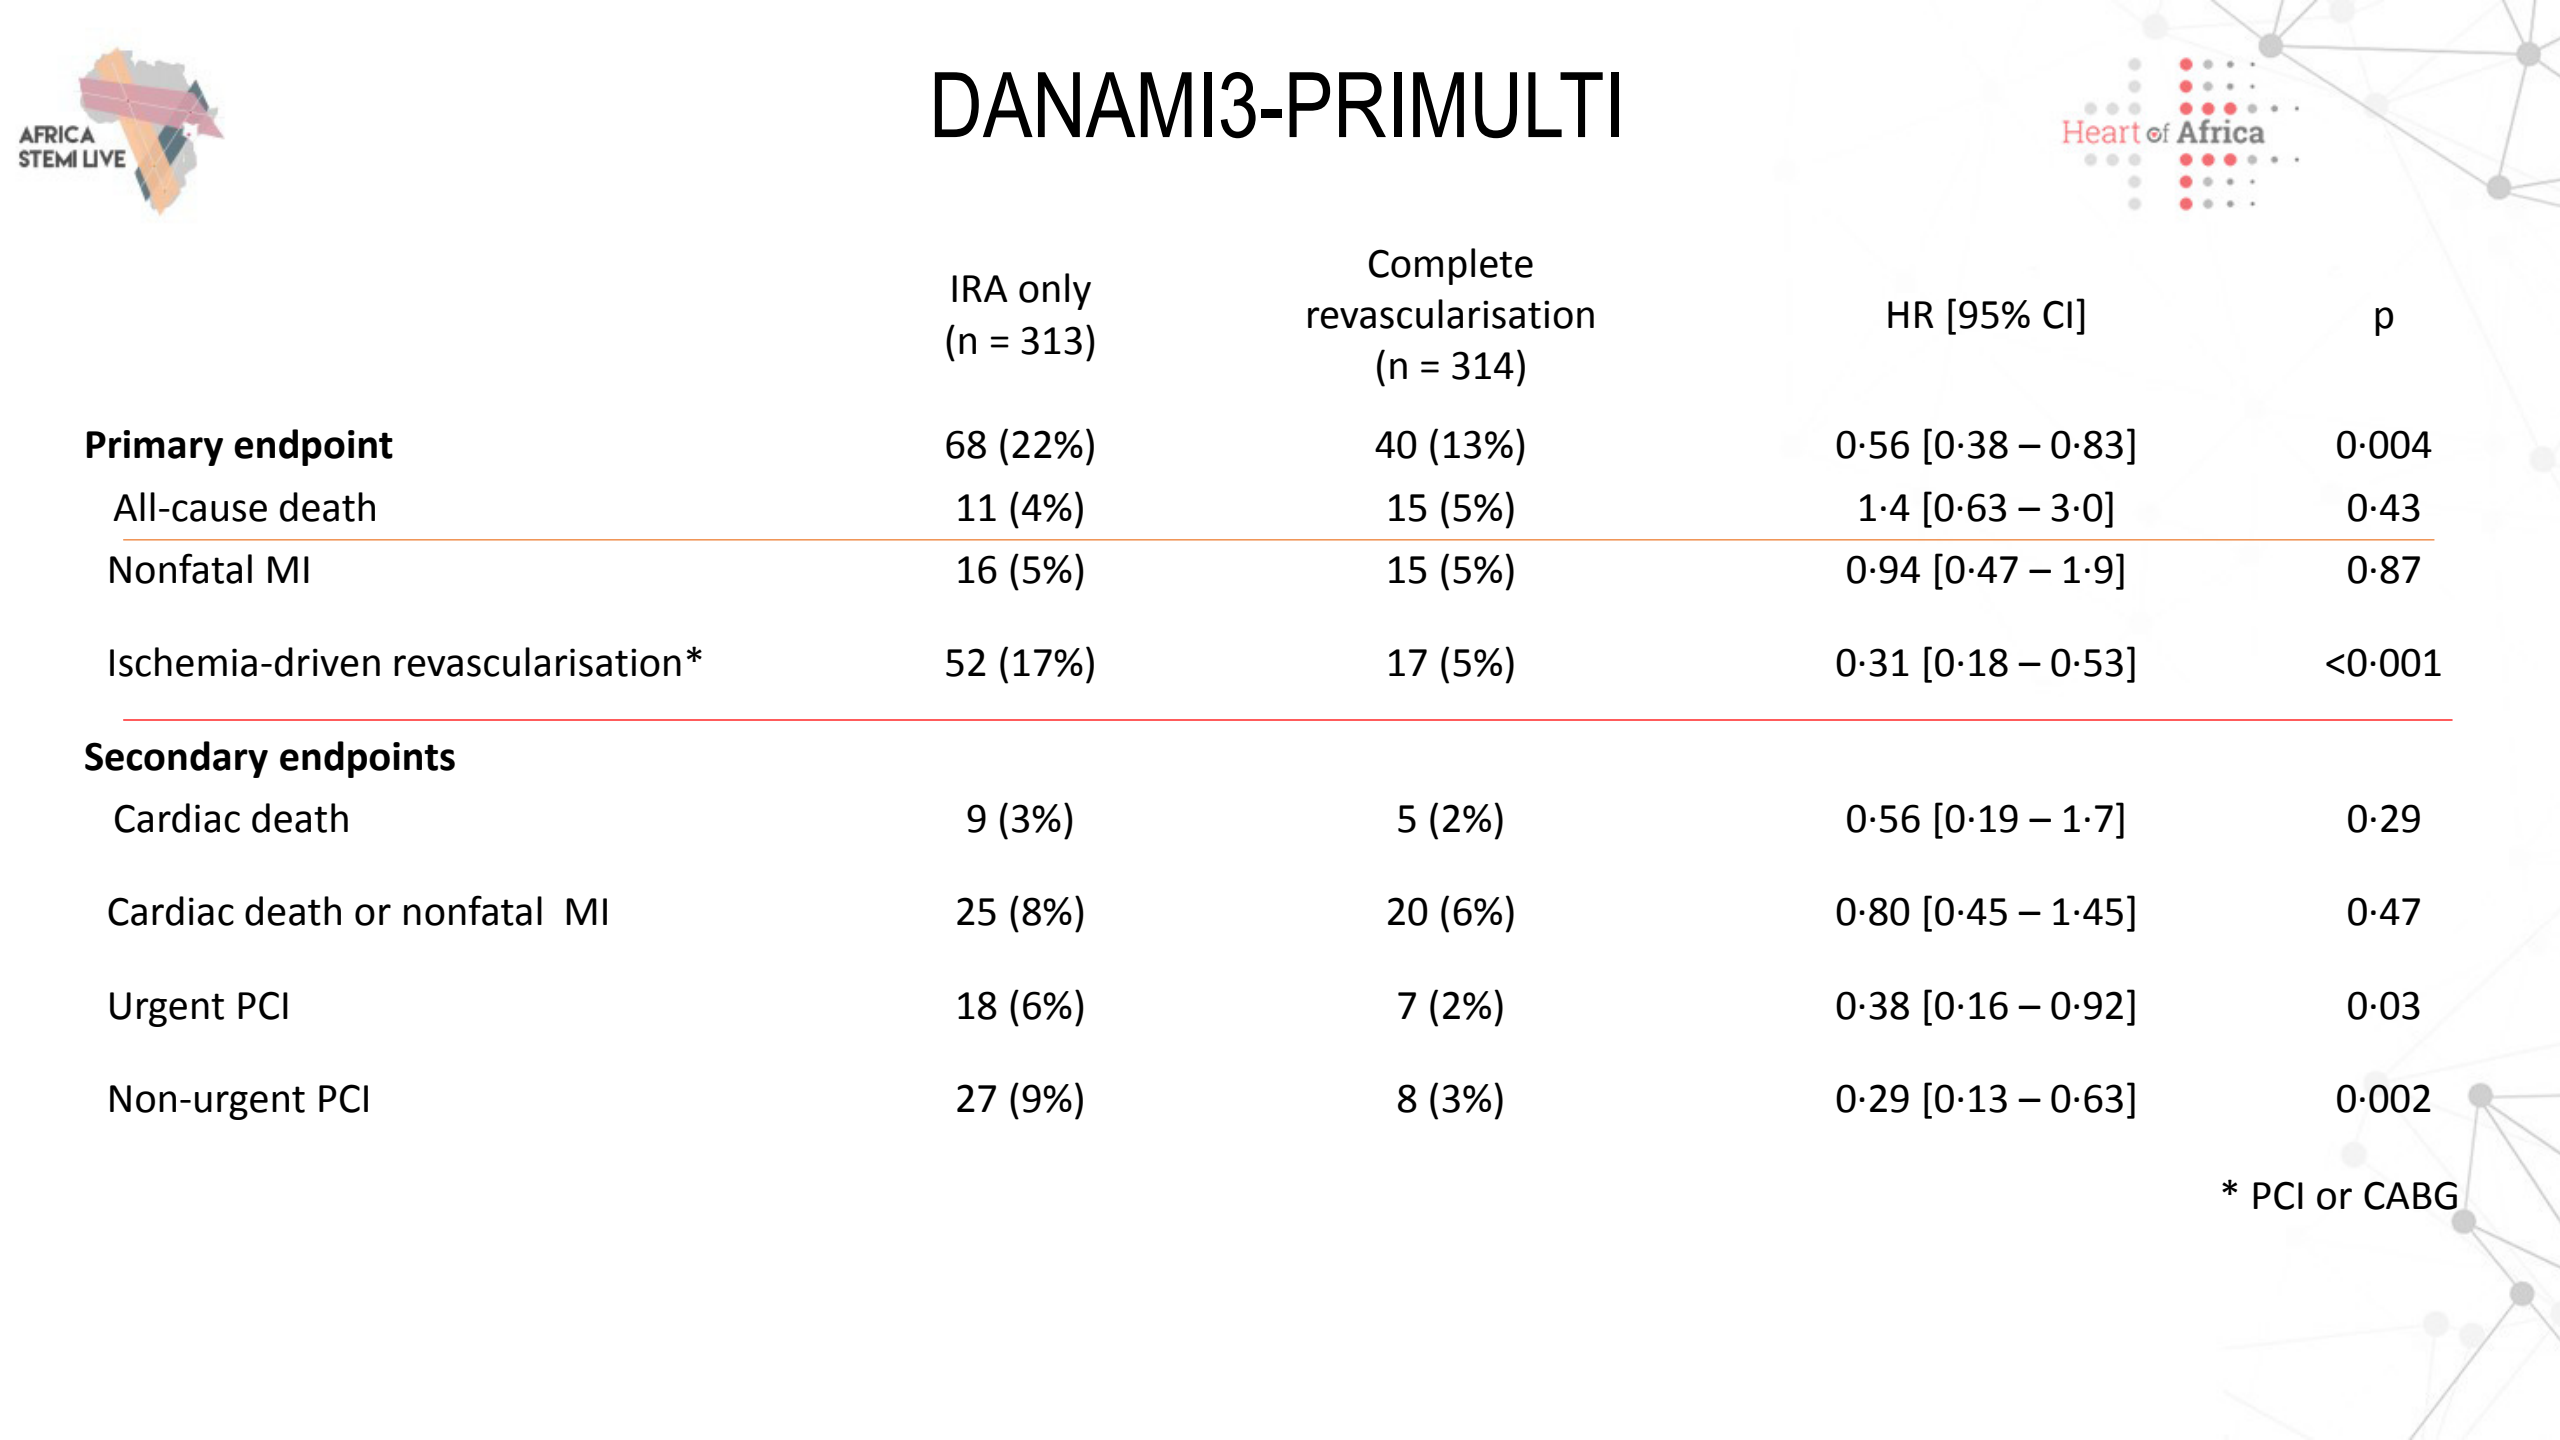 AFRICA
STEMI LIVE
DANAMI3-PRIMULTI
Heart of Africa
IRA only
(n = 313)
Complete
revascularisation
(n = 314)
HR [95% CI]
p
Primary endpoint 68 (22%) 40 (13%) 0·56 [0·38 – 0·83] 0·004
All-cause death 11 (4%) 15 (5%) 1·4 [0·63 – 3·0] 0·43
Nonfatal MI 16 (5%) 15 (5%) 0·94 [0·47 – 1·9] 0·87
Ischemia-driven revascularisation* 52 (17%) 17 (5%) 0·31 [0·18 – 0·53] <0·001
Secondary endpoints
Cardiac death 9 (3%) 5 (2%) 0·56 [0·19 – 1·7] 0·29
Cardiac death or nonfatal  MI 25 (8%) 20 (6%) 0·80 [0·45 – 1·45] 0·47
Urgent PCI 18 (6%) 7 (2%) 0·38 [0·16 – 0·92] 0·03
Non-urgent PCI 27 (9%) 8 (3%) 0·29 [0·13 – 0·63] 0·002
* PCI or CABG